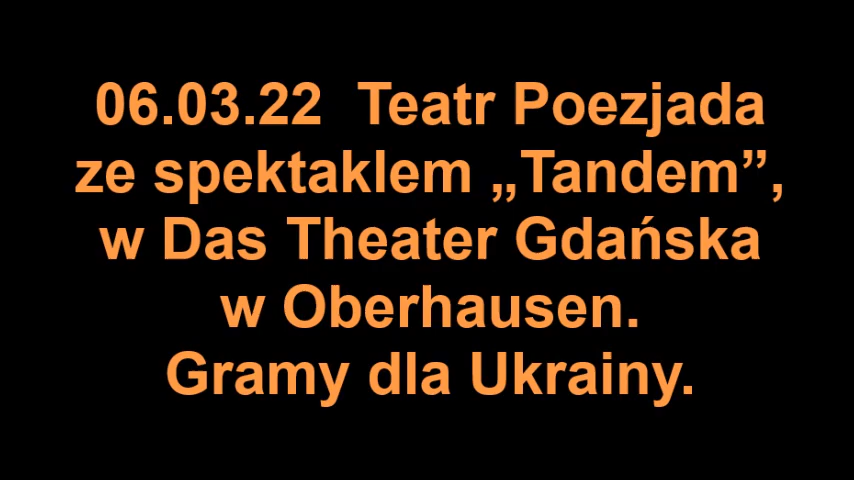 06.03.22  Teatr Poezjada
ze spektaklem „Tandem”,
w Das Theater Gdańska
w Oberhausen.
Gramy dla Ukrainy.